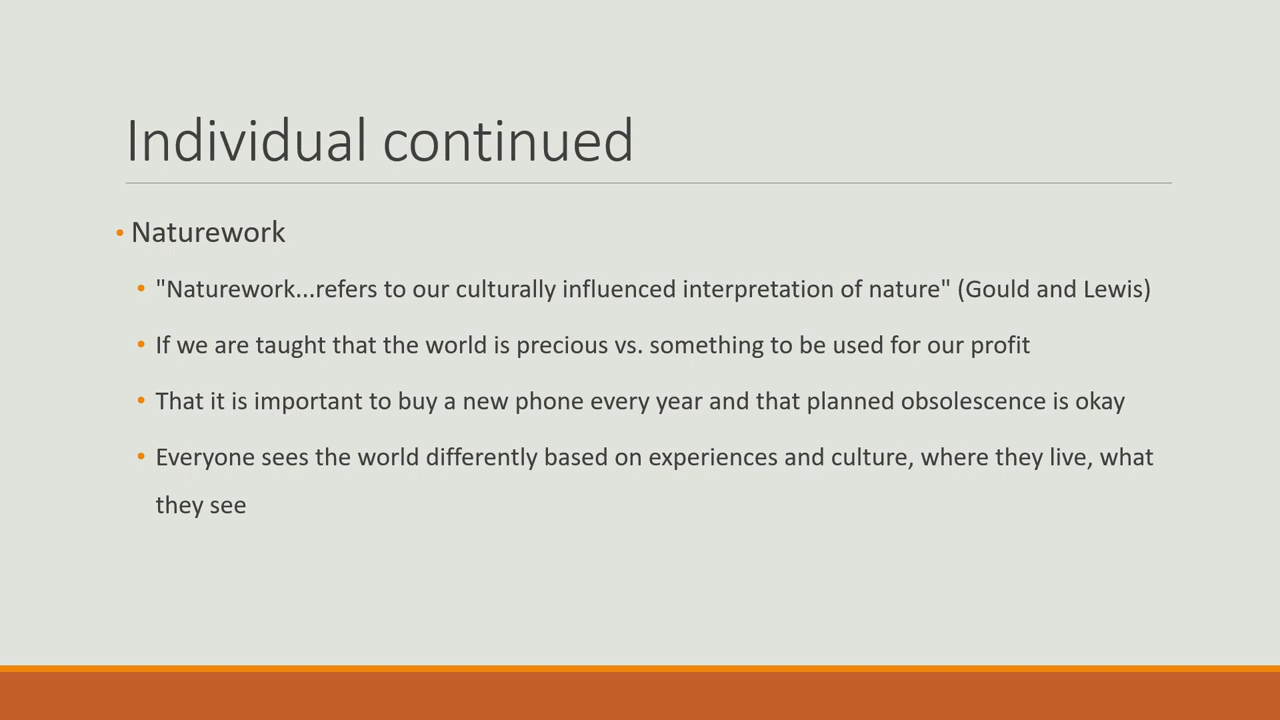 Individual continued
• Naturework
• "Naturework...refers to our culturally influenced interpretation of nature" (Gould and Lewis)
• If we are taught that the world is precious vs. something to be used for our profit
• That it is important to buy a new phone every year and that planned obsolescence is okay
• Everyone sees the world differently based on experiences and culture, where they live, what
they see